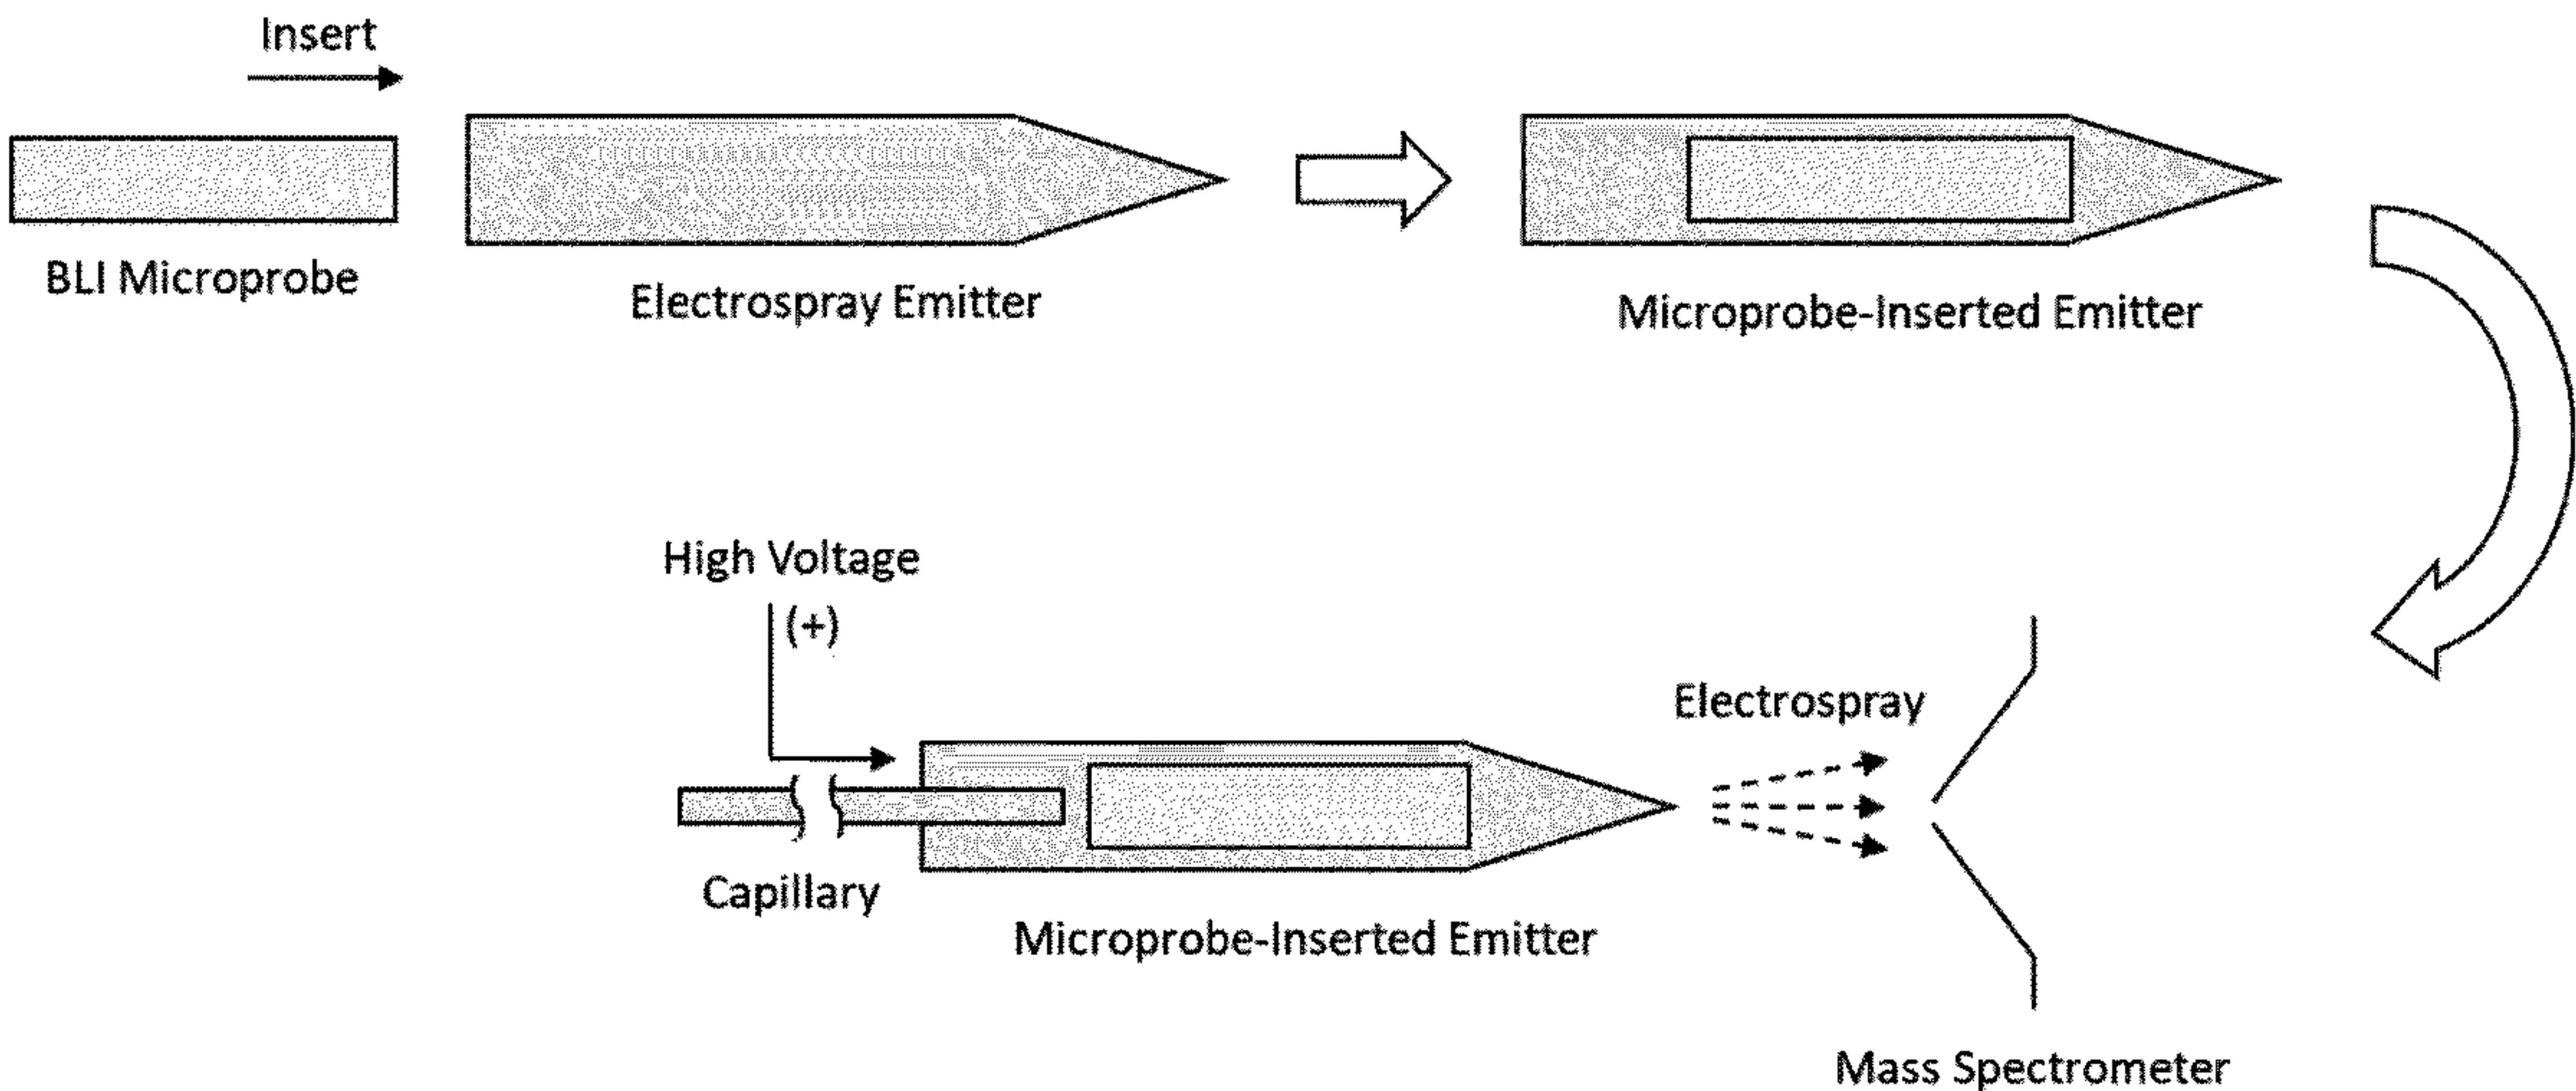 Insert
BLI Microprobe
Electrospray Emitter
Microprobe-Inserted Emitter
High Voltage
(+)
Electrospray
Capillary
Microprobe-Inserted Emitter
Mass Spectrometer